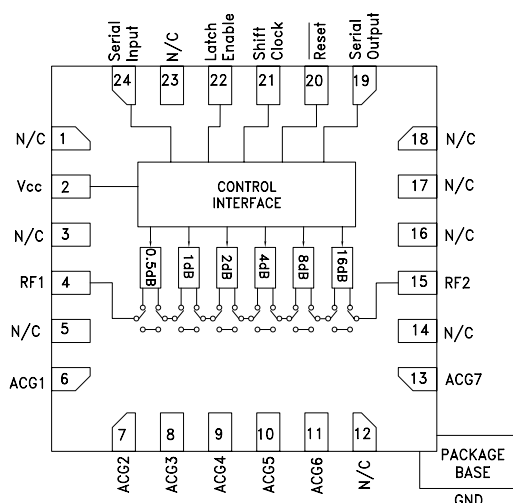 Serial Input
N/C
Latch Enable
Shift Clock
Reset
Serial Output
24
23
22
21
20
19
N/C
1
18
N/C
Vcc
2
17
N/C
CONTROL
INTERFACE
N/C
3
16
N/C
0.5dB
1dB
2dB
4dB
8dB
16dB
RF1
4
15
RF2
N/C
5
14
N/C
ACG1
6
13
ACG7
7
8
9
10
11
12
ACG2
ACG3
ACG4
ACG5
ACG6
N/C
PACKAGE
BASE
GND